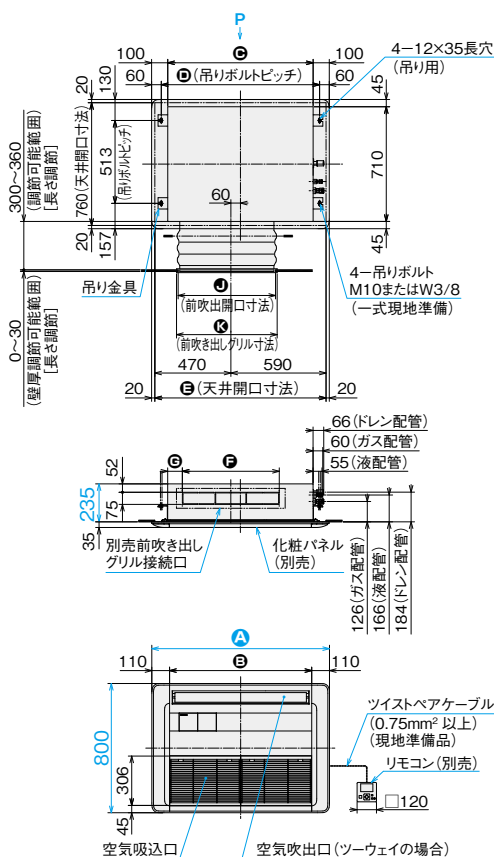 P
100
C
100
4－12×35長穴
(吊り用)
60
D(吊りボルトピッチ)
60
20
130
45
300～360
(調節可能範囲)
[長さ調節]
760(天井開口寸法)
513
(吊りボルトピッチ)
710
60
20
157
45
吊り金具
4－吊りボルト
M10またはW3/8
(一式現地準備)
J
(前吹出開口寸法)
K
(前吹き出しグリル寸法)
0～30
(壁厚調節可能範囲)
[長さ調節]
470
590
20
E(天井開口寸法)
20
66(ドレン配管)
60(ガス配管)
55(液配管)
52
G
F
235
75
35
別売前吹き出し
グリル接続口
化粧パネル
(別売)
126(ガス配管)
166(液配管)
184(ドレン配管)
A
110
B
110
800
306
45
ツイストペアケーブル
(0.75mm² 以上)
(現地準備品)
リモコン(別売)
□120
空気吸込口
空気吹出口(ツーウェイの場合)